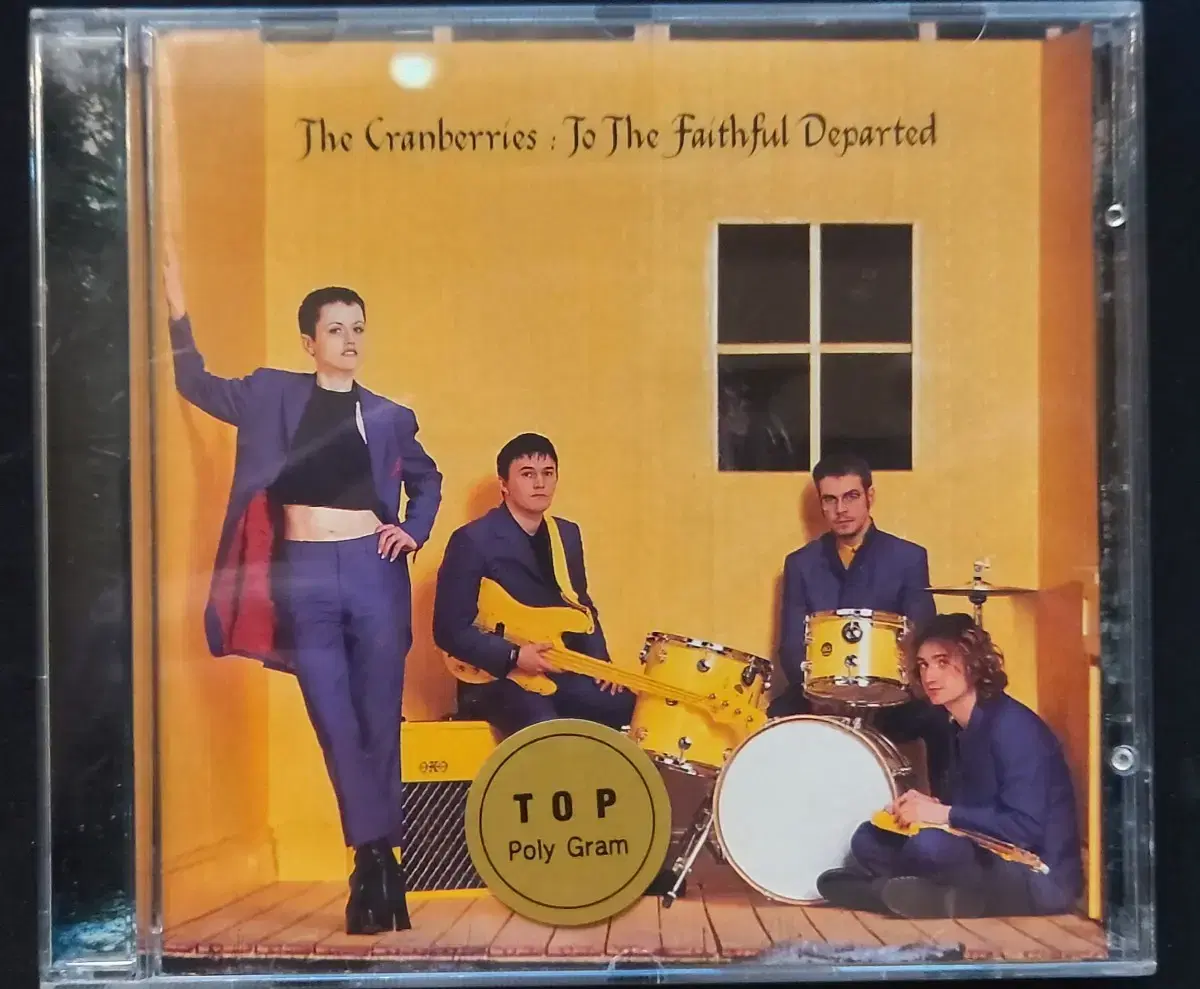 The Cranberries : To The Faithful Departed
TOP
Poly Gram